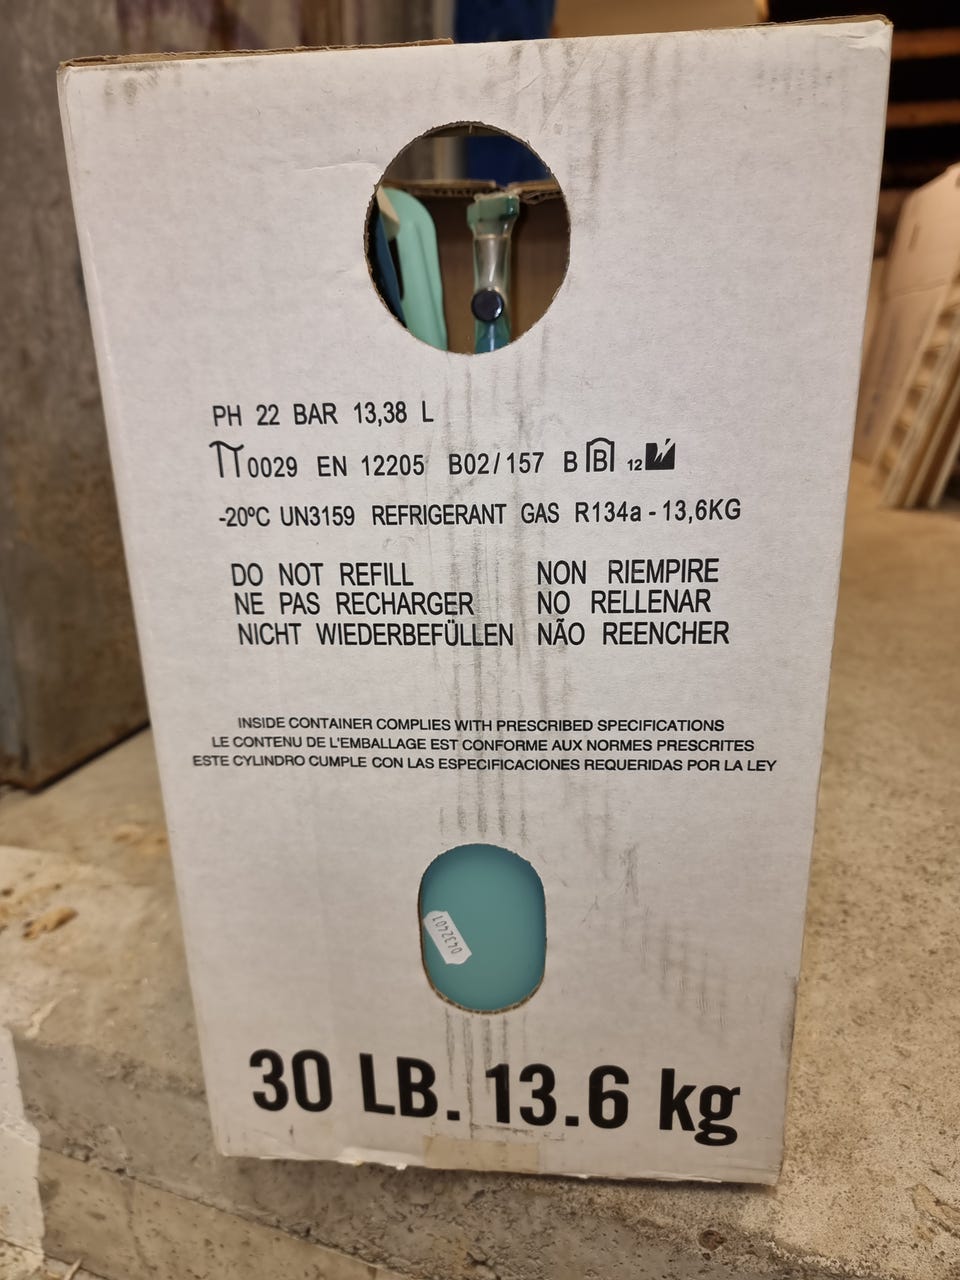 PH 22 BAR 13,38 L
π0029 EN 12205 B02/157 B B 12
-20ºC UN3159 REFRIGERANT GAS R134a - 13,6KG
DO NOT REFILL NON RIEMPIRE
NE PAS RECHARGER NO RELLENAR
NICHT WIEDERBEFÜLLEN NÃO REENCHER
INSIDE CONTAINER COMPLIES WITH PRESCRIBED SPECIFICATIONS
LE CONTENU DE L'EMBALLAGE EST CONFORME AUX NORMES PRESCRITES
ESTE CYLINDRO CUMPLE CON LAS ESPECIFICACIONES REQUERIDAS POR LA LEY
0432401
30 LB. 13.6 kg